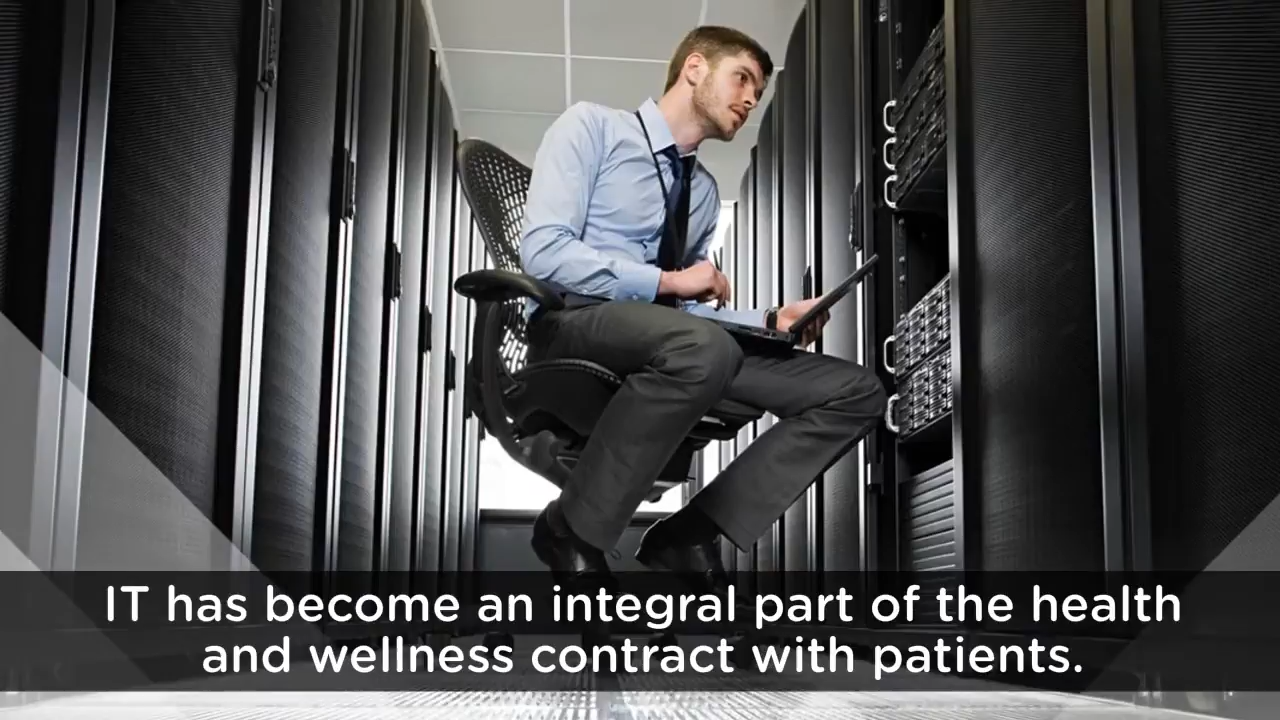 IT has become an integral part of the health
and wellness contract with patients.